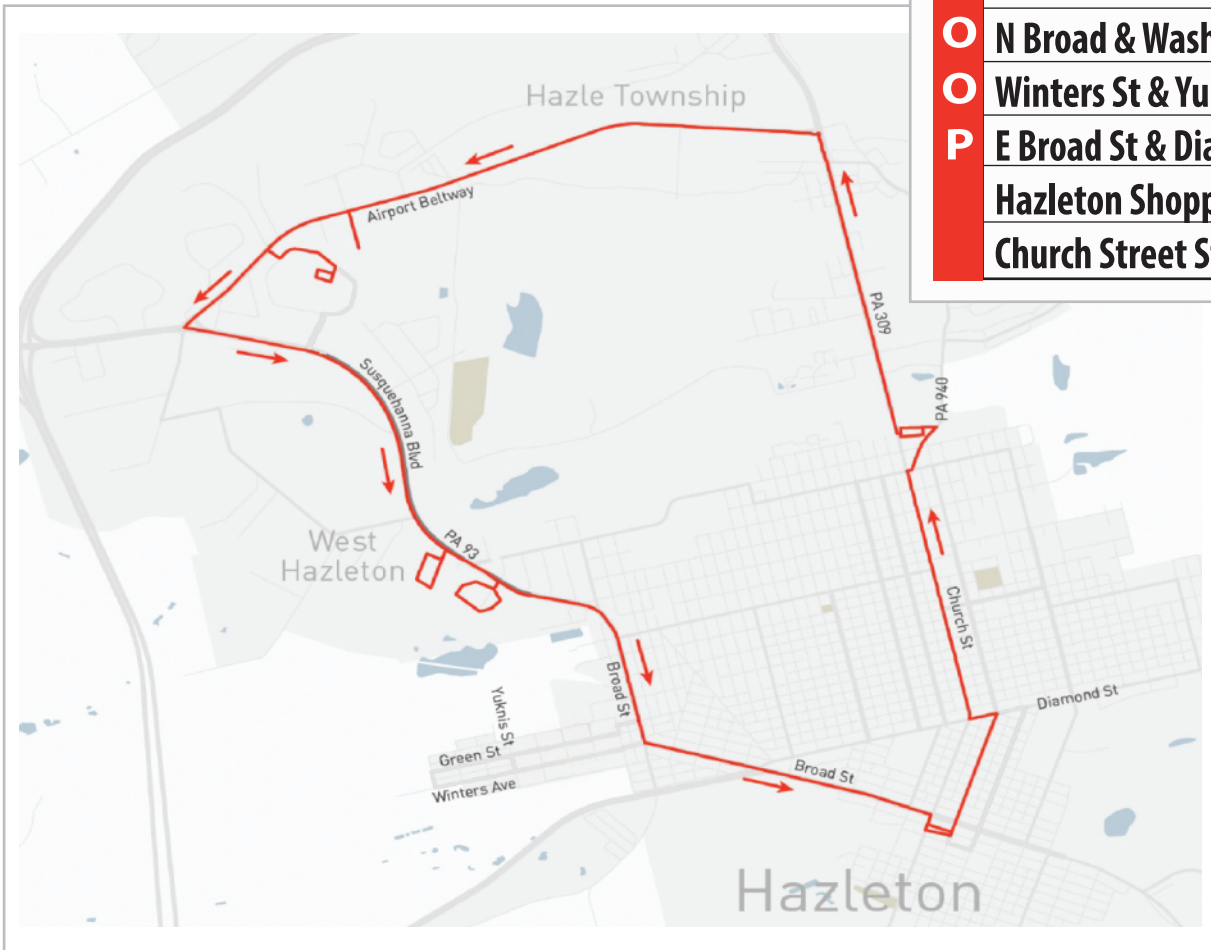 O N Broad & Wash
O Winters St & Yu
P E Broad St & Dia
Hazleton Shopp
Church Street S
Hazle Township
Airport Beltway
PA 309
PA 940
Susquehanna Blvd
PA 93
West
Hazleton
Church St
Broad St
Yuknis St
Diamond St
Green St
Winters Ave
Broad St
Hazleton